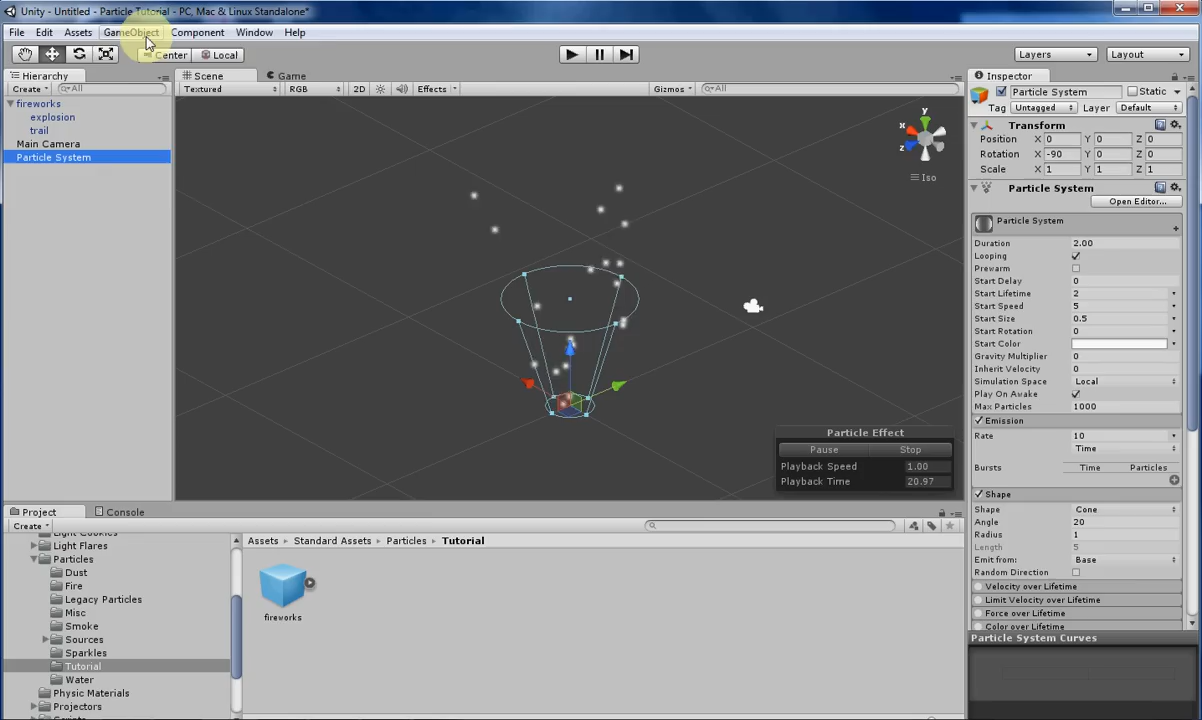 Unity - Untitled - Particle Tutorial - PC, Mac & Linux Standalone*
File Edit Assets GameObject Component Window Help
Center Local Layers Layout
Hierarchy Scene Game Inspector
Create All Textured RGB 2D Effects Gizmos All
Particle System Static
Tag Untagged Layer Default
fireworks
explosion
trail
Main Camera
Particle System
y
x
z
Iso
Particle Effect
Pause Stop
Playback Speed 1.00
Playback Time 20.97
Transform
Position X 0 Y 0 Z 0
Rotation X -90 Y 0 Z 0
Scale X 1 Y 1 Z 1
Particle System
Open Editor...
Particle System
Duration 2.00
Looping
Prewarm
Start Delay 0
Start Lifetime 2
Start Speed 5
Start Size 0.5
Start Rotation 0
Start Color
Gravity Multiplier 0
Inherit Velocity 0
Simulation Space Local
Play On Awake
Max Particles 1000
Emission
Rate 10
Time
Bursts Time Particles
Shape
Shape Cone
Angle 20
Radius 1
Length 5
Emit from: Base
Random Direction
Velocity over Lifetime
Limit Velocity over Lifetime
Force over Lifetime
Color over Lifetime
Particle System Curves
Project Console
Create
Light Cookies
Light Flares
Particles
Dust
Fire
Legacy Particles
Misc
Smoke
Sources
Sparkles
Tutorial
Water
Physic Materials
Projectors
Assets Standard Assets Particles Tutorial
fireworks